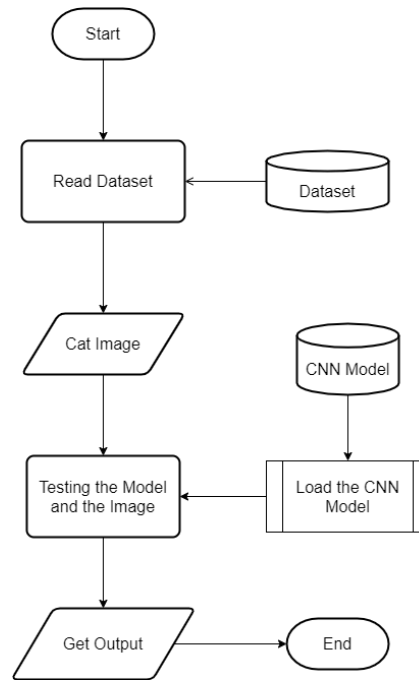 Start
Read Dataset
Dataset
Cat Image
CNN Model
Testing the Model
and the Image
Load the CNN
Model
Get Output
End